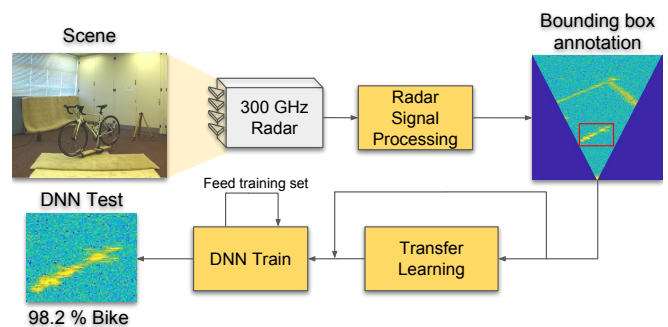 Scene
300 GHz
Radar
Radar
Signal
Processing
Bounding box
annotation
DNN Test
Feed training set
DNN Train
Transfer
Learning
98.2 % Bike